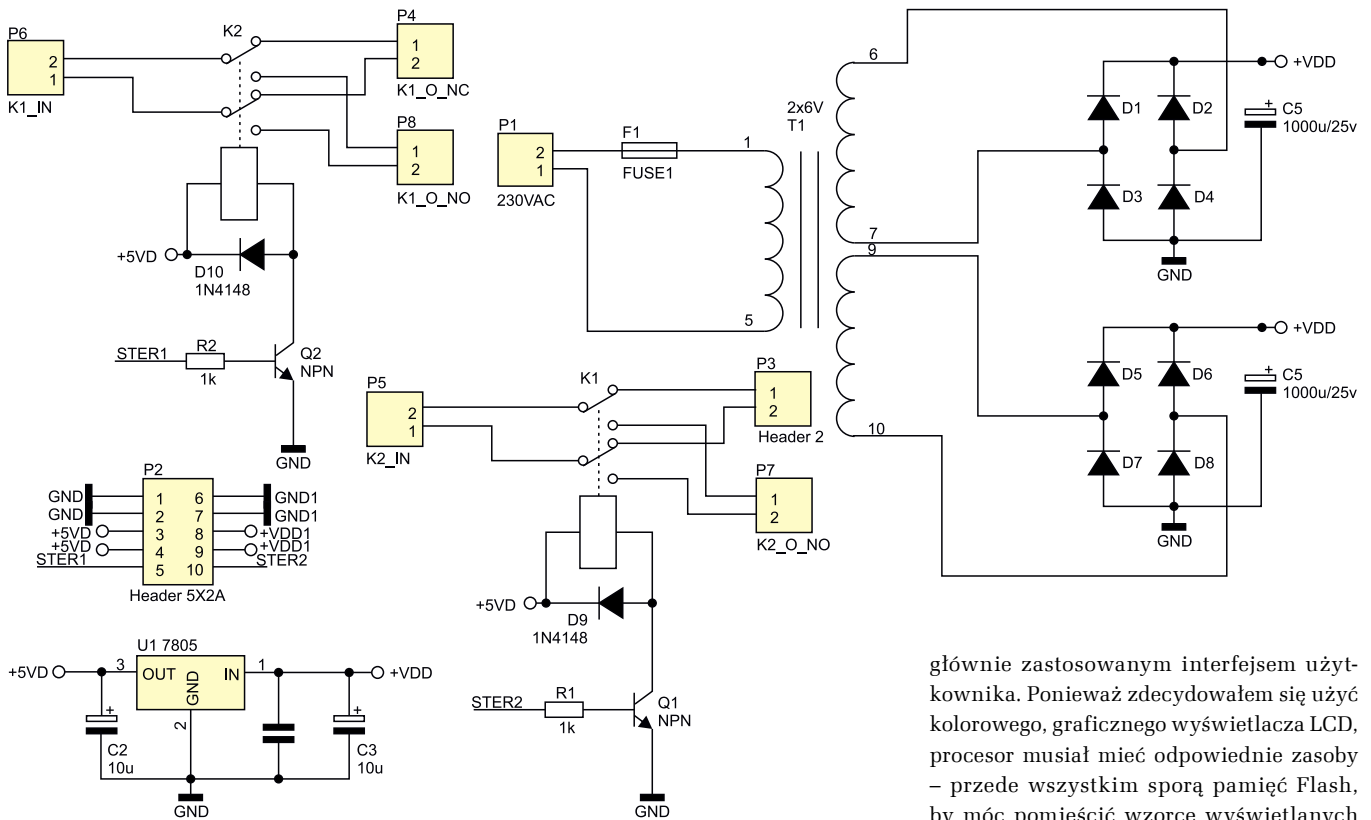 P6
2
1
K1_IN
K2
P4
1
2
K1_O_NC
P8
1
2
K1_O_NO
+5VD
D10
1N4148
STER1
R2
1k
Q2
NPN
GND
P1
2
1
230VAC
F1
FUSE1
1
5
2x6V
T1
6
7
9
10
D1
D2
D3
D4
+VDD
+
C5
1000u/25v
GND
D5
D6
D7
D8
+VDD
+
C5
1000u/25v
GND
P5
2
1
K2_IN
K1
P3
1
2
Header 2
P7
1
2
K2_O_NO
+5VD
D9
1N4148
STER2
R1
1k
Q1
NPN
GND
P2
GND 1 6 GND1
GND 2 7 GND1
+5VD 3 8 +VDD1
+5VD 4 9 +VDD1
STER1 5 10 STER2
Header 5X2A
U1 7805
+5VD 3 OUT IN 1 +VDD
GND
2
+
C2
10u
+
C3
10u
GND
głównie zastosowanym interfejsem użyt-
kownika. Ponieważ zdecydowałem się użyć
kolorowego, graficznego wyświetlacza LCD,
procesor musiał mieć odpowiednie zasoby
– przede wszystkim sporą pamięć Flash,
by móc pomieścić wzorce wyświetlanych